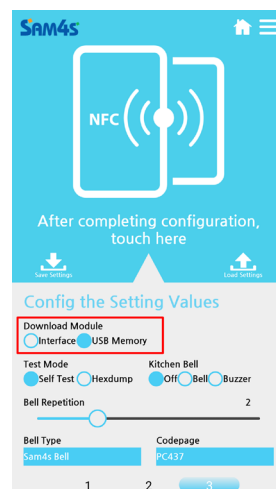 SAM4S
NFC
After completing configuration,
touch here
Save Settings
Load Settings
Config the Setting Values
Download Module
Interface USB Memory
Test Mode Kitchen Bell
Self Test Hexdump Off Bell Buzzer
Bell Repetition 2
Bell Type Codepage
Sam4s Bell PC437
1 2 3